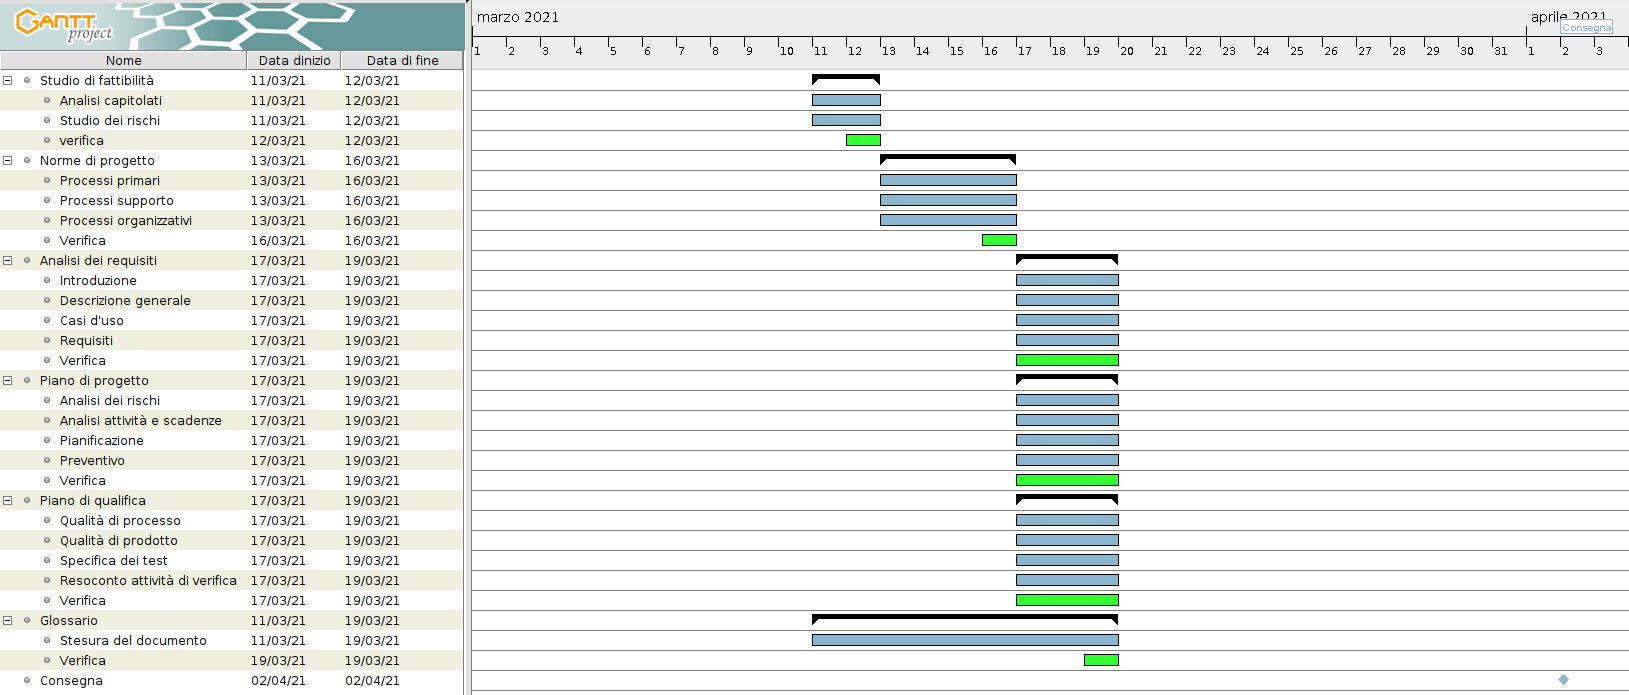 GANTT project
marzo 2021
aprile 2021
Consegna
1 2 3 4 5 6 7 8 9 10 11 12 13 14 15 16 17 18 19 20 21 22 23 24 25 26 27 28 29 30 31 1 2 3
Nome Data dinizio Data di fine
Studio di fattibilità 11/03/21 12/03/21
Analisi capitolati 11/03/21 12/03/21
Studio dei rischi 11/03/21 12/03/21
verifica 12/03/21 12/03/21
Norme di progetto 13/03/21 16/03/21
Processi primari 13/03/21 16/03/21
Processi supporto 13/03/21 16/03/21
Processi organizzativi 13/03/21 16/03/21
Verifica 16/03/21 16/03/21
Analisi dei requisiti 17/03/21 19/03/21
Introduzione 17/03/21 19/03/21
Descrizione generale 17/03/21 19/03/21
Casi d'uso 17/03/21 19/03/21
Requisiti 17/03/21 19/03/21
Verifica 17/03/21 19/03/21
Piano di progetto 17/03/21 19/03/21
Analisi dei rischi 17/03/21 19/03/21
Analisi attività e scadenze 17/03/21 19/03/21
Pianificazione 17/03/21 19/03/21
Preventivo 17/03/21 19/03/21
Verifica 17/03/21 19/03/21
Piano di qualifica 17/03/21 19/03/21
Qualità di processo 17/03/21 19/03/21
Qualità di prodotto 17/03/21 19/03/21
Specifica dei test 17/03/21 19/03/21
Resoconto attività di verifica 17/03/21 19/03/21
Verifica 17/03/21 19/03/21
Glossario 11/03/21 19/03/21
Stesura del documento 11/03/21 19/03/21
Verifica 19/03/21 19/03/21
Consegna 02/04/21 02/04/21